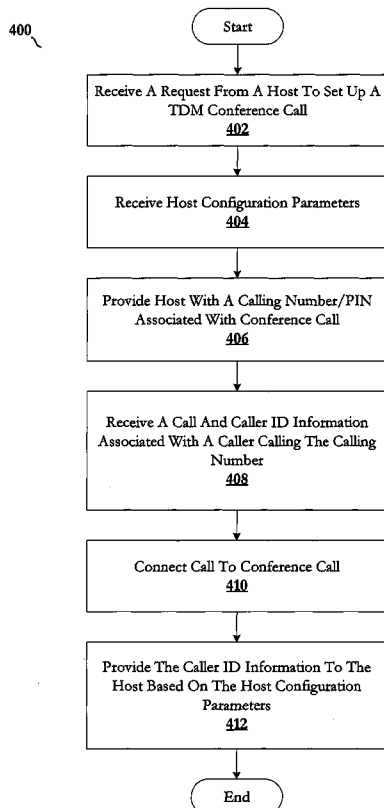 400
Start
Receive A Request From A Host To Set Up A
TDM Conference Call
402
Receive Host Configuration Parameters
404
Provide Host With A Calling Number/PIN
Associated With Conference Call
406
Receive A Call And Caller ID Information
Associated With A Caller Calling The Calling
Number
408
Connect Call To Conference Call
410
Provide The Caller ID Information To The
Host Based On The Host Configuration
Parameters
412
End